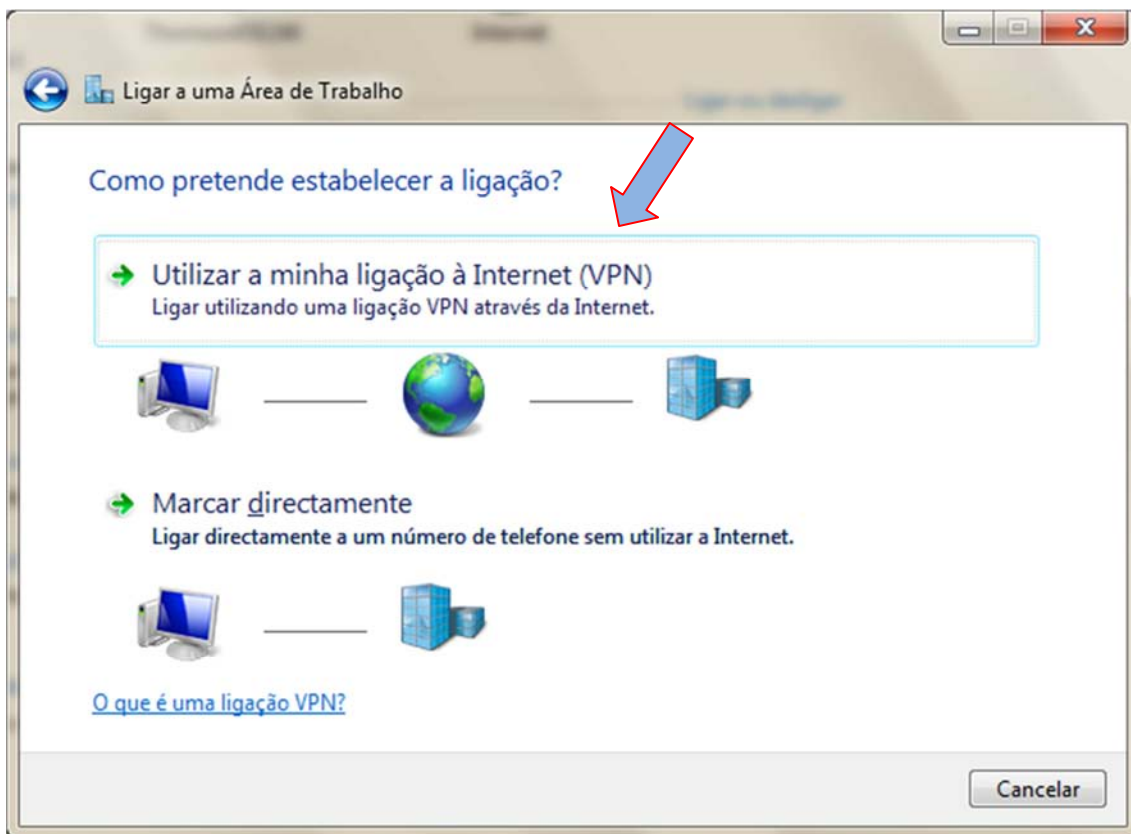 Ligar a uma Área de Trabalho
Como pretende estabelecer a ligação?
Utilizar a minha ligação à Internet (VPN)
Ligar utilizando uma ligação VPN através da Internet.
Marcar directamente
Ligar directamente a um número de telefone sem utilizar a Internet.
O que é uma ligação VPN?
Cancelar